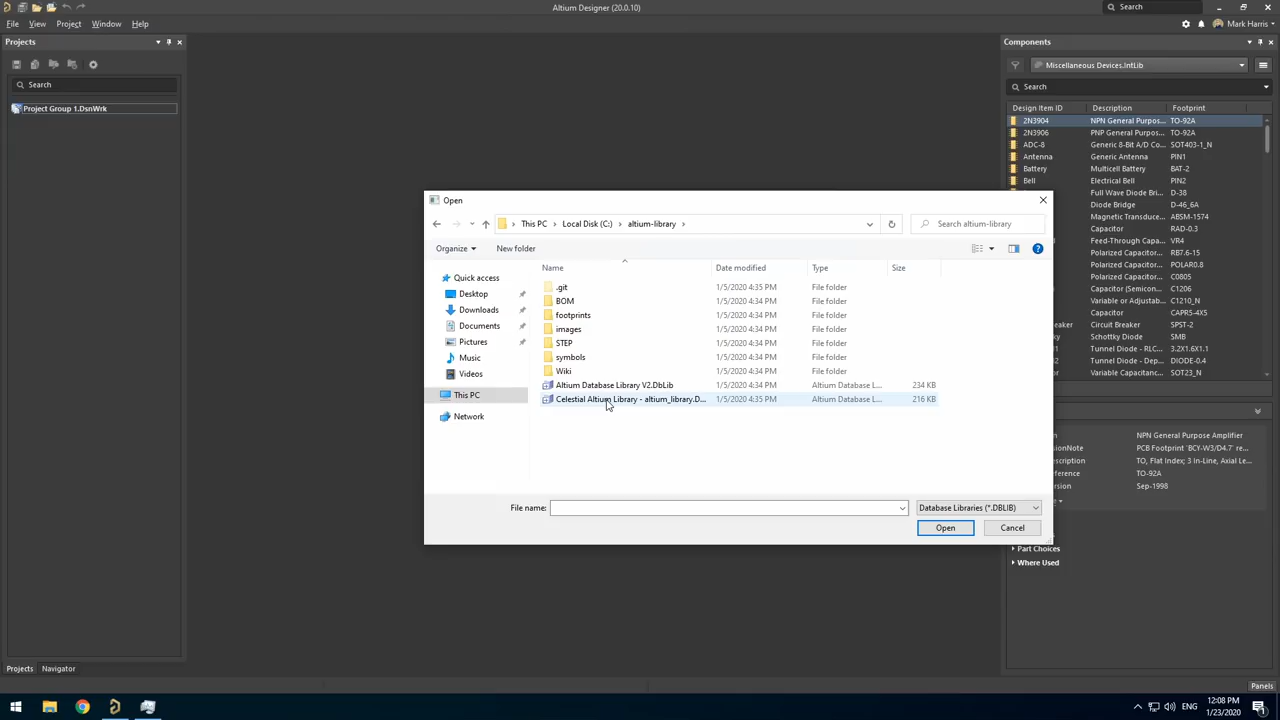 Altium Designer (20.0.10)
Search
File View Project Window Help
Mark Harris
Projects
Components
Miscellaneous Devices.IntLib
Search
Search
Project Group 1.DsnWrk
Design Item ID Description Footprint
2N3904 NPN General Purpos... TO-92A
2N3906 PNP General Purpos... TO-92A
ADC-8 Generic 8-Bit A/D Co... SOT403-1_N
Antenna Generic Antenna PIN1
Battery Multicell Battery BAT-2
Bell Electrical Bell PIN2
Full Wave Diode Bri... D-38
Diode Bridge D-46_6A
Magnetic Transduce... ABSM-1574
Capacitor RAD-0.3
Feed-Through Capa... VR4
Polarized Capacitor... RB7.6-15
Polarized Capacitor... POLAR0.8
Polarized Capacitor... C0805
Capacitor (Semicon... C1206
Variable or Adjustab... C1210_N
Capacitor CAPR5-4X5
Circuit Breaker SPST-2
Schottky Diode SMB
Tunnel Diode - RLC... 3.2X1.6X1.1
Tunnel Diode - Depl... DIODE-0.4
Variable Capacitanc... SOT23_N
Open
This PC Local Disk (C:) altium-library
Search altium-library
Organize New folder
Name Date modified Type Size
Quick access
Desktop
Downloads
Documents
Pictures
Music
Videos
This PC
Network
.git 1/5/2020 4:35 PM File folder
BOM 1/5/2020 4:34 PM File folder
footprints 1/5/2020 4:34 PM File folder
images 1/5/2020 4:34 PM File folder
STEP 1/5/2020 4:34 PM File folder
symbols 1/5/2020 4:34 PM File folder
Wiki 1/5/2020 4:34 PM File folder
Altium Database Library V2.DbLib 1/5/2020 4:34 PM Altium Database L... 234 KB
Celestial Altium Library - altium_library.D... 1/5/2020 4:35 PM Altium Database L... 216 KB
File name:
Database Libraries (*.DBLIB)
Open Cancel
NPN General Purpose Amplifier
PCB Footprint 'BCY-W3/D4.7' re...
TO, Flat Index; 3 In-Line, Axial Le...
TO-92A
Sep-1998
Part Choices
Where Used
Projects Navigator
Panels
ENG
12:08 PM
1/23/2020